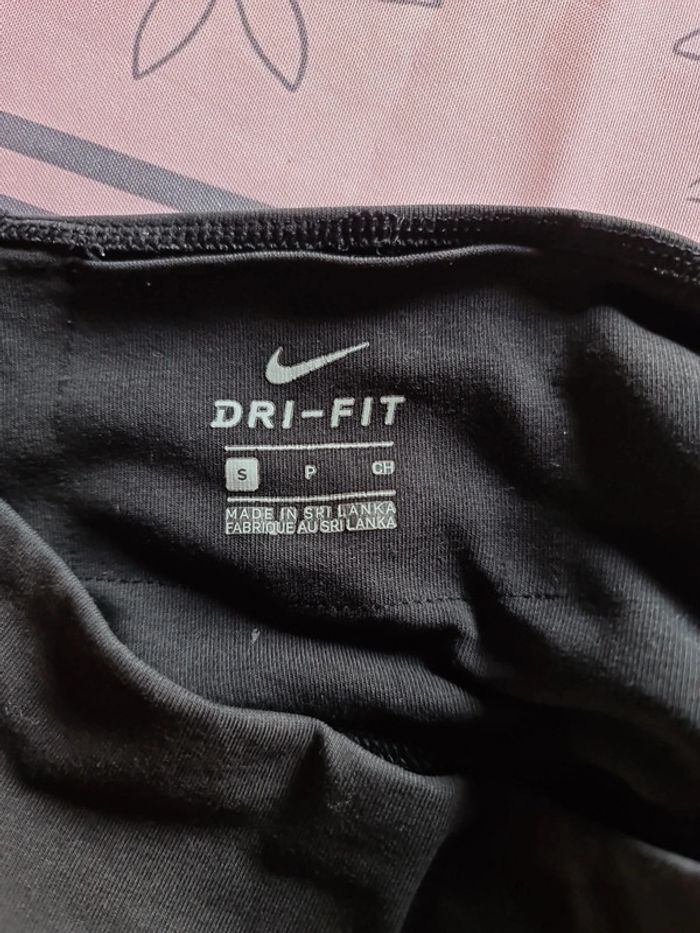 DRI-FIT
S P CH
MADE IN SRI LANKA
FABRIQUE AU SRI LANKA